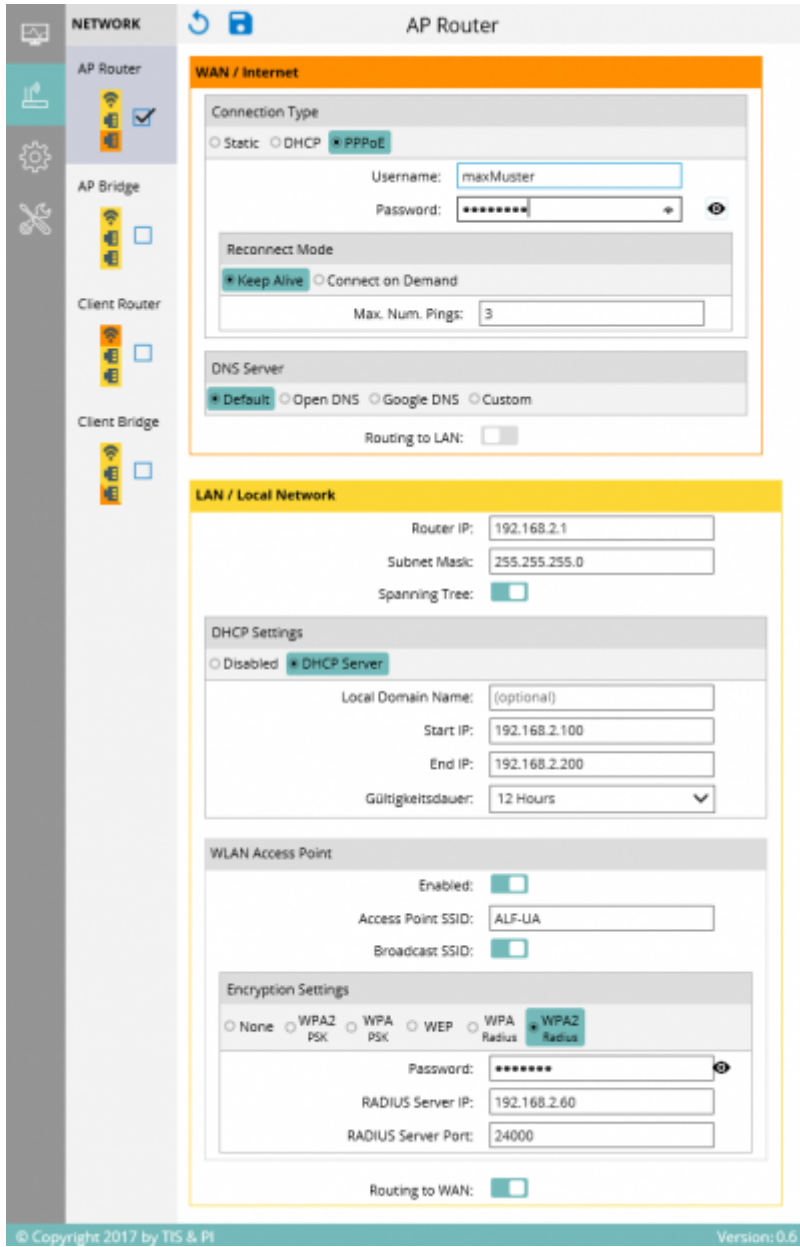 NETWORK
AP Router
AP Router
AP Bridge
Client Router
Client Bridge
WAN / Internet
Connection Type
Static DHCP PPPoE
Username: maxMuster
Password: ••••••••
Reconnect Mode
Keep Alive Connect on Demand
Max. Num. Pings: 3
DNS Server
Default Open DNS Google DNS Custom
Routing to LAN:
LAN / Local Network
Router IP: 192.168.2.1
Subnet Mask: 255.255.255.0
Spanning Tree:
DHCP Settings
Disabled DHCP Server
Local Domain Name: (optional)
Start IP: 192.168.2.100
End IP: 192.168.2.200
Gültigkeitsdauer: 12 Hours
WLAN Access Point
Enabled:
Access Point SSID: ALF-UA
Broadcast SSID:
Encryption Settings
None WPA2 PSK WPA PSK WEP WPA Radius WPA2 Radius
Password: •••••••
RADIUS Server IP: 192.168.2.60
RADIUS Server Port: 24000
Routing to WAN:
© Copyright 2017 by TIS & PI Version: 0.6